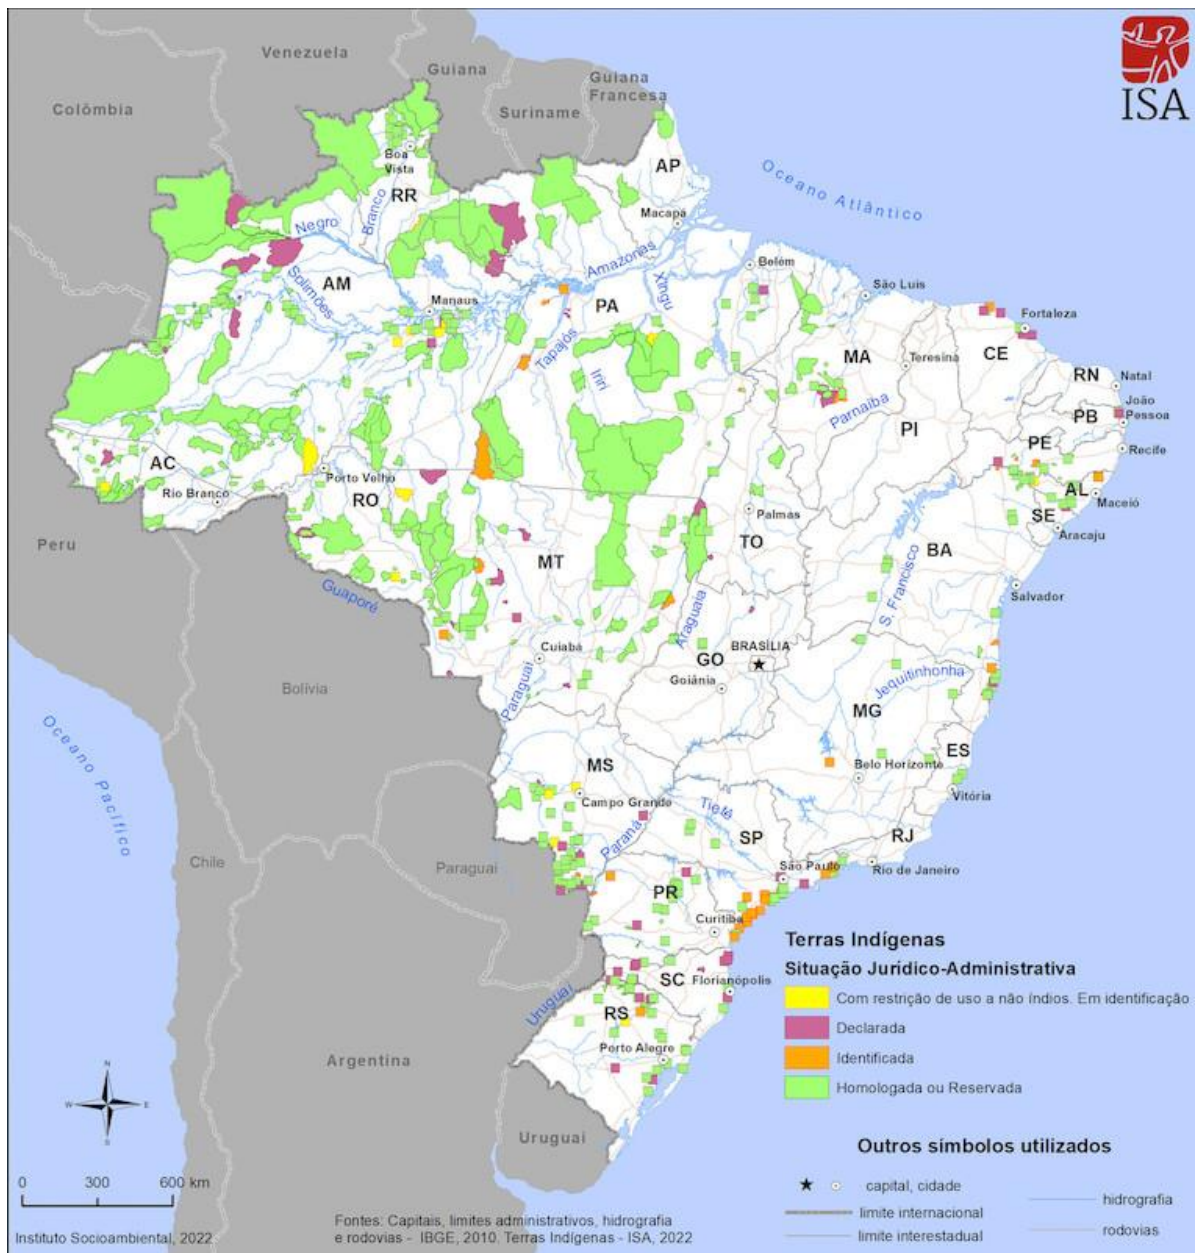 Venezuela
Guiana
Guiana
Francesa
Suriname
Colômbia
ISA
Boa
Vista
AP
Oceano Atlântico
RR
Branco
Negro
Macapá
Amazonas
Belém
Xingu
Solimões
AM
Manaus
PA
São Luis
Fortaleza
Tapajós
Iriri
MA
Teresina
CE
RN
Natal
João
Pessoa
PB
Parnaíba
PI
PE
Recife
AC
Porto Velho
Rio Branco
RO
AL
Maceió
Palmas
SE
Aracaju
Peru
MT
TO
BA
S. Francisco
Salvador
Guaporé
Araguaia
Cuiabá
BRASÍLIA
GO
Goiânia
Bolívia
Paraguai
Jequitinhonha
MG
Oceano Pacífico
ES
MS
Belo Horizonte
Vitória
Campo Grande
Tietê
SP
RJ
Paraná
Chile
Paraguai
São Paulo
Rio de Janeiro
PR
Curitiba
Terras Indígenas
Situação Jurídico-Administrativa
SC
Florianópolis
Com restrição de uso a não índios. Em identificação
Uruguai
RS
Declarada
Porto Alegre
Identificada
Argentina
Homologada ou Reservada
N
W
E
S
Uruguai
Outros símbolos utilizados
capital, cidade
hidrografia
0 300 600 km
limite internacional
rodovias
limite interestadual
Instituto Socioambiental, 2022
Fontes: Capitais, limites administrativos, hidrografia
e rodovias - IBGE, 2010. Terras Indígenas - ISA, 2022